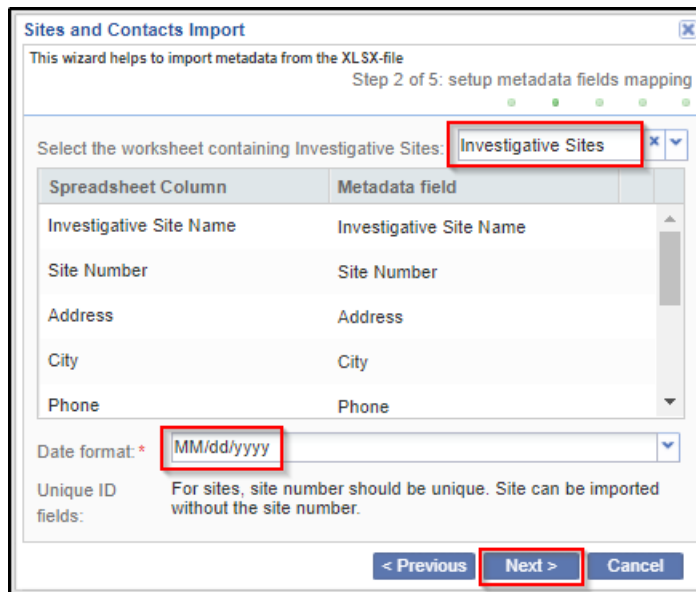 Sites and Contacts Import
This wizard helps to import metadata from the XLSX-file
Step 2 of 5: setup metadata fields mapping
Select the worksheet containing Investigative Sites: Investigative Sites
Spreadsheet Column Metadata field
Investigative Site Name Investigative Site Name
Site Number Site Number
Address Address
City City
Phone Phone
Date format: * MM/dd/yyyy
Unique ID fields: For sites, site number should be unique. Site can be imported
without the site number.
< Previous Next > Cancel